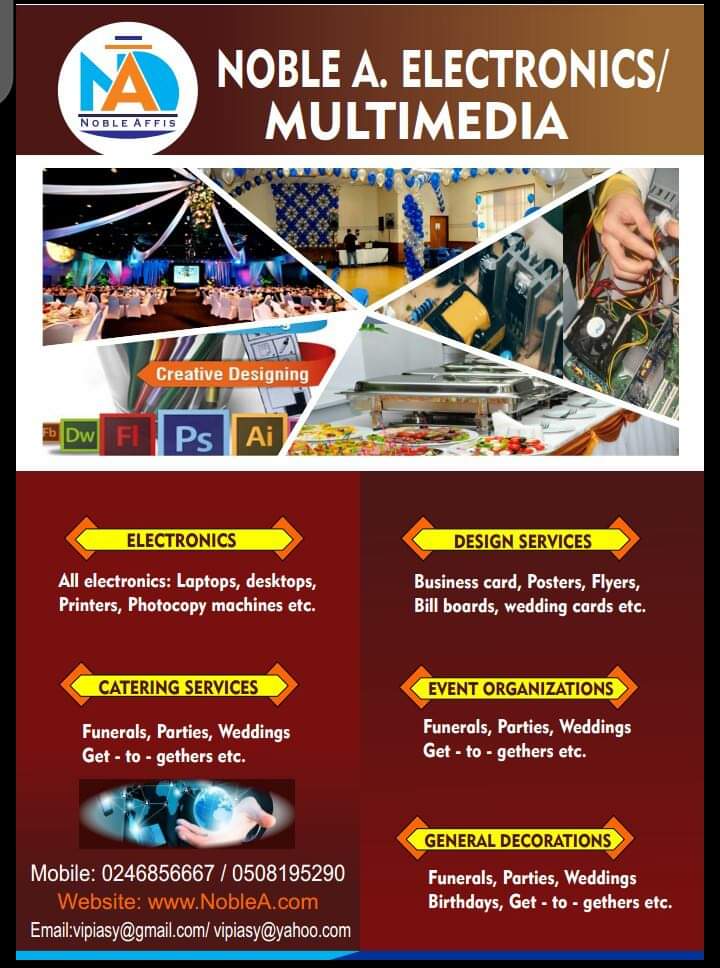 NOBLE AFFIS
NOBLE A. ELECTRONICS/
MULTIMEDIA
Creative Designing
Fb
Dw
Fl
Ps
Ai
ELECTRONICS
All electronics: Laptops, desktops,
Printers, Photocopy machines etc.
CATERING SERVICES
Funerals, Parties, Weddings
Get - to - gethers etc.
Mobile: 0246856667 / 0508195290
Website: www.NobleA.com
Email:vipiasy@gmail.com/ vipiasy@yahoo.com
DESIGN SERVICES
Business card, Posters, Flyers,
Bill boards, wedding cards etc.
EVENT ORGANIZATIONS
Funerals, Parties, Weddings
Get - to - gethers etc.
GENERAL DECORATIONS
Funerals, Parties, Weddings
Birthdays, Get - to - gethers etc.